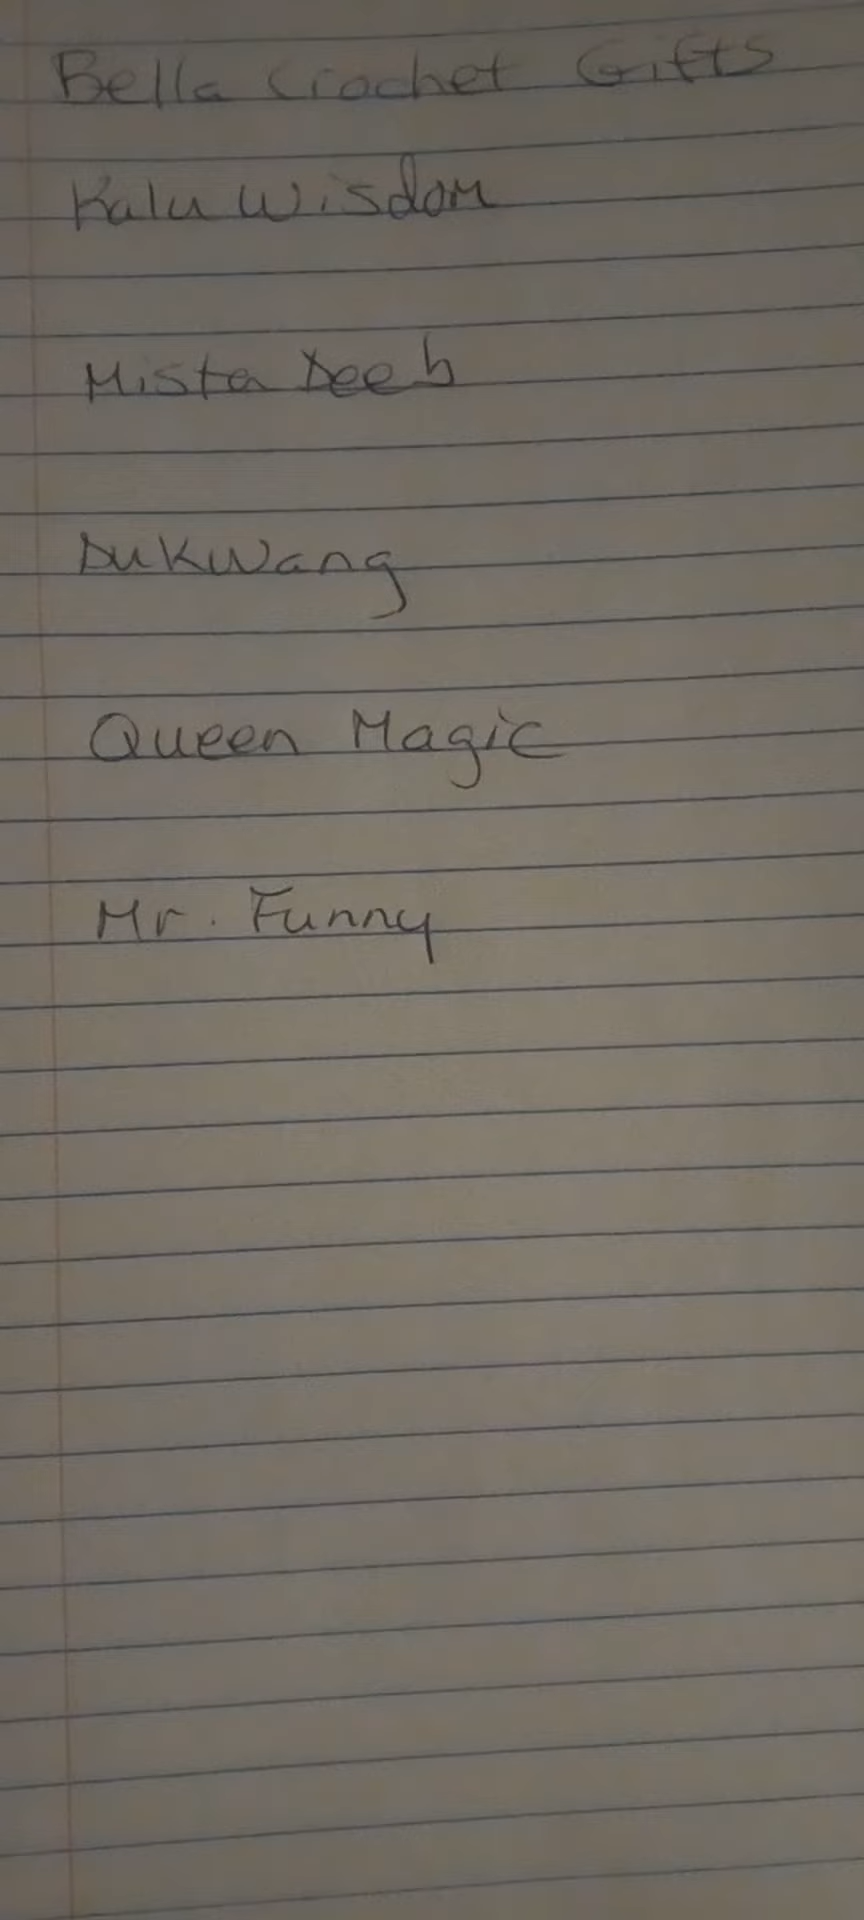 Bella Crochet Gifts
Kalu Wisdom
Mista Deeb
Dukwang
Queen Magic
Mr. Funny